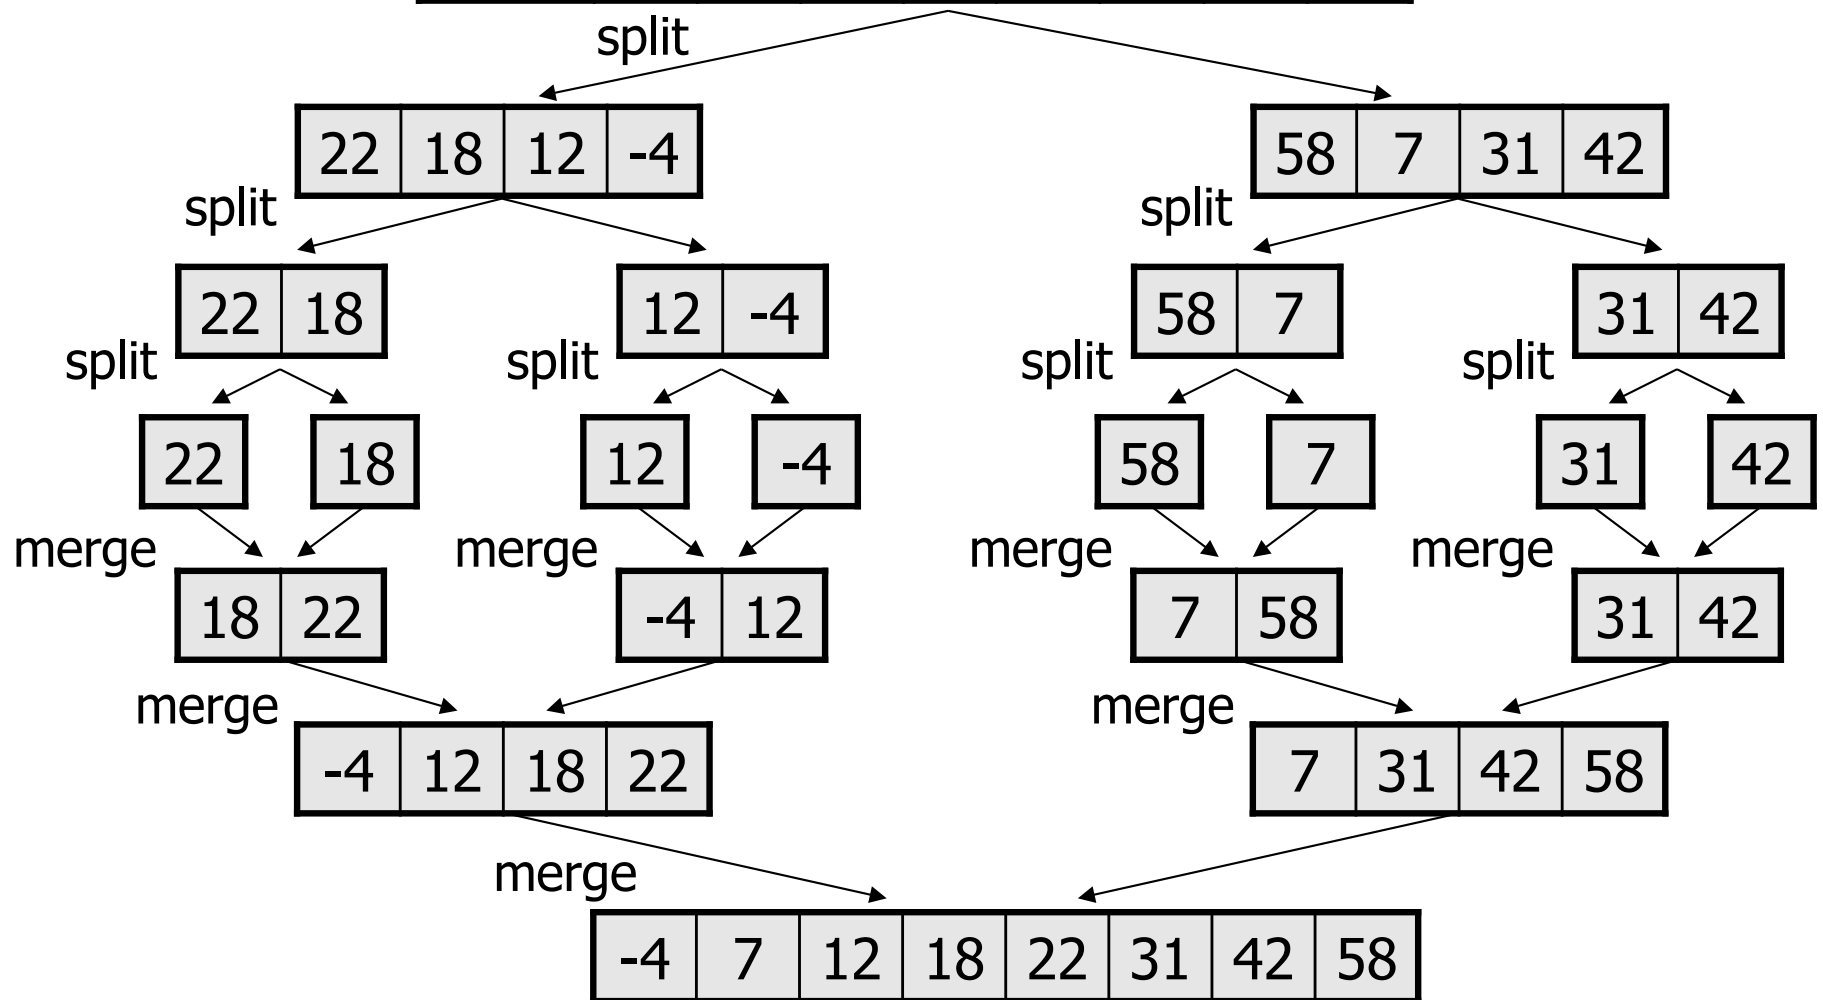 split
22 18 12 -4 58 7 31 42
split split
22 18 12 -4 58 7 31 42
split split split split
22 18 12 -4 58 7 31 42
merge merge merge merge
18 22 -4 12 7 58 31 42
merge merge
-4 12 18 22 7 31 42 58
merge
-4 7 12 18 22 31 42 58